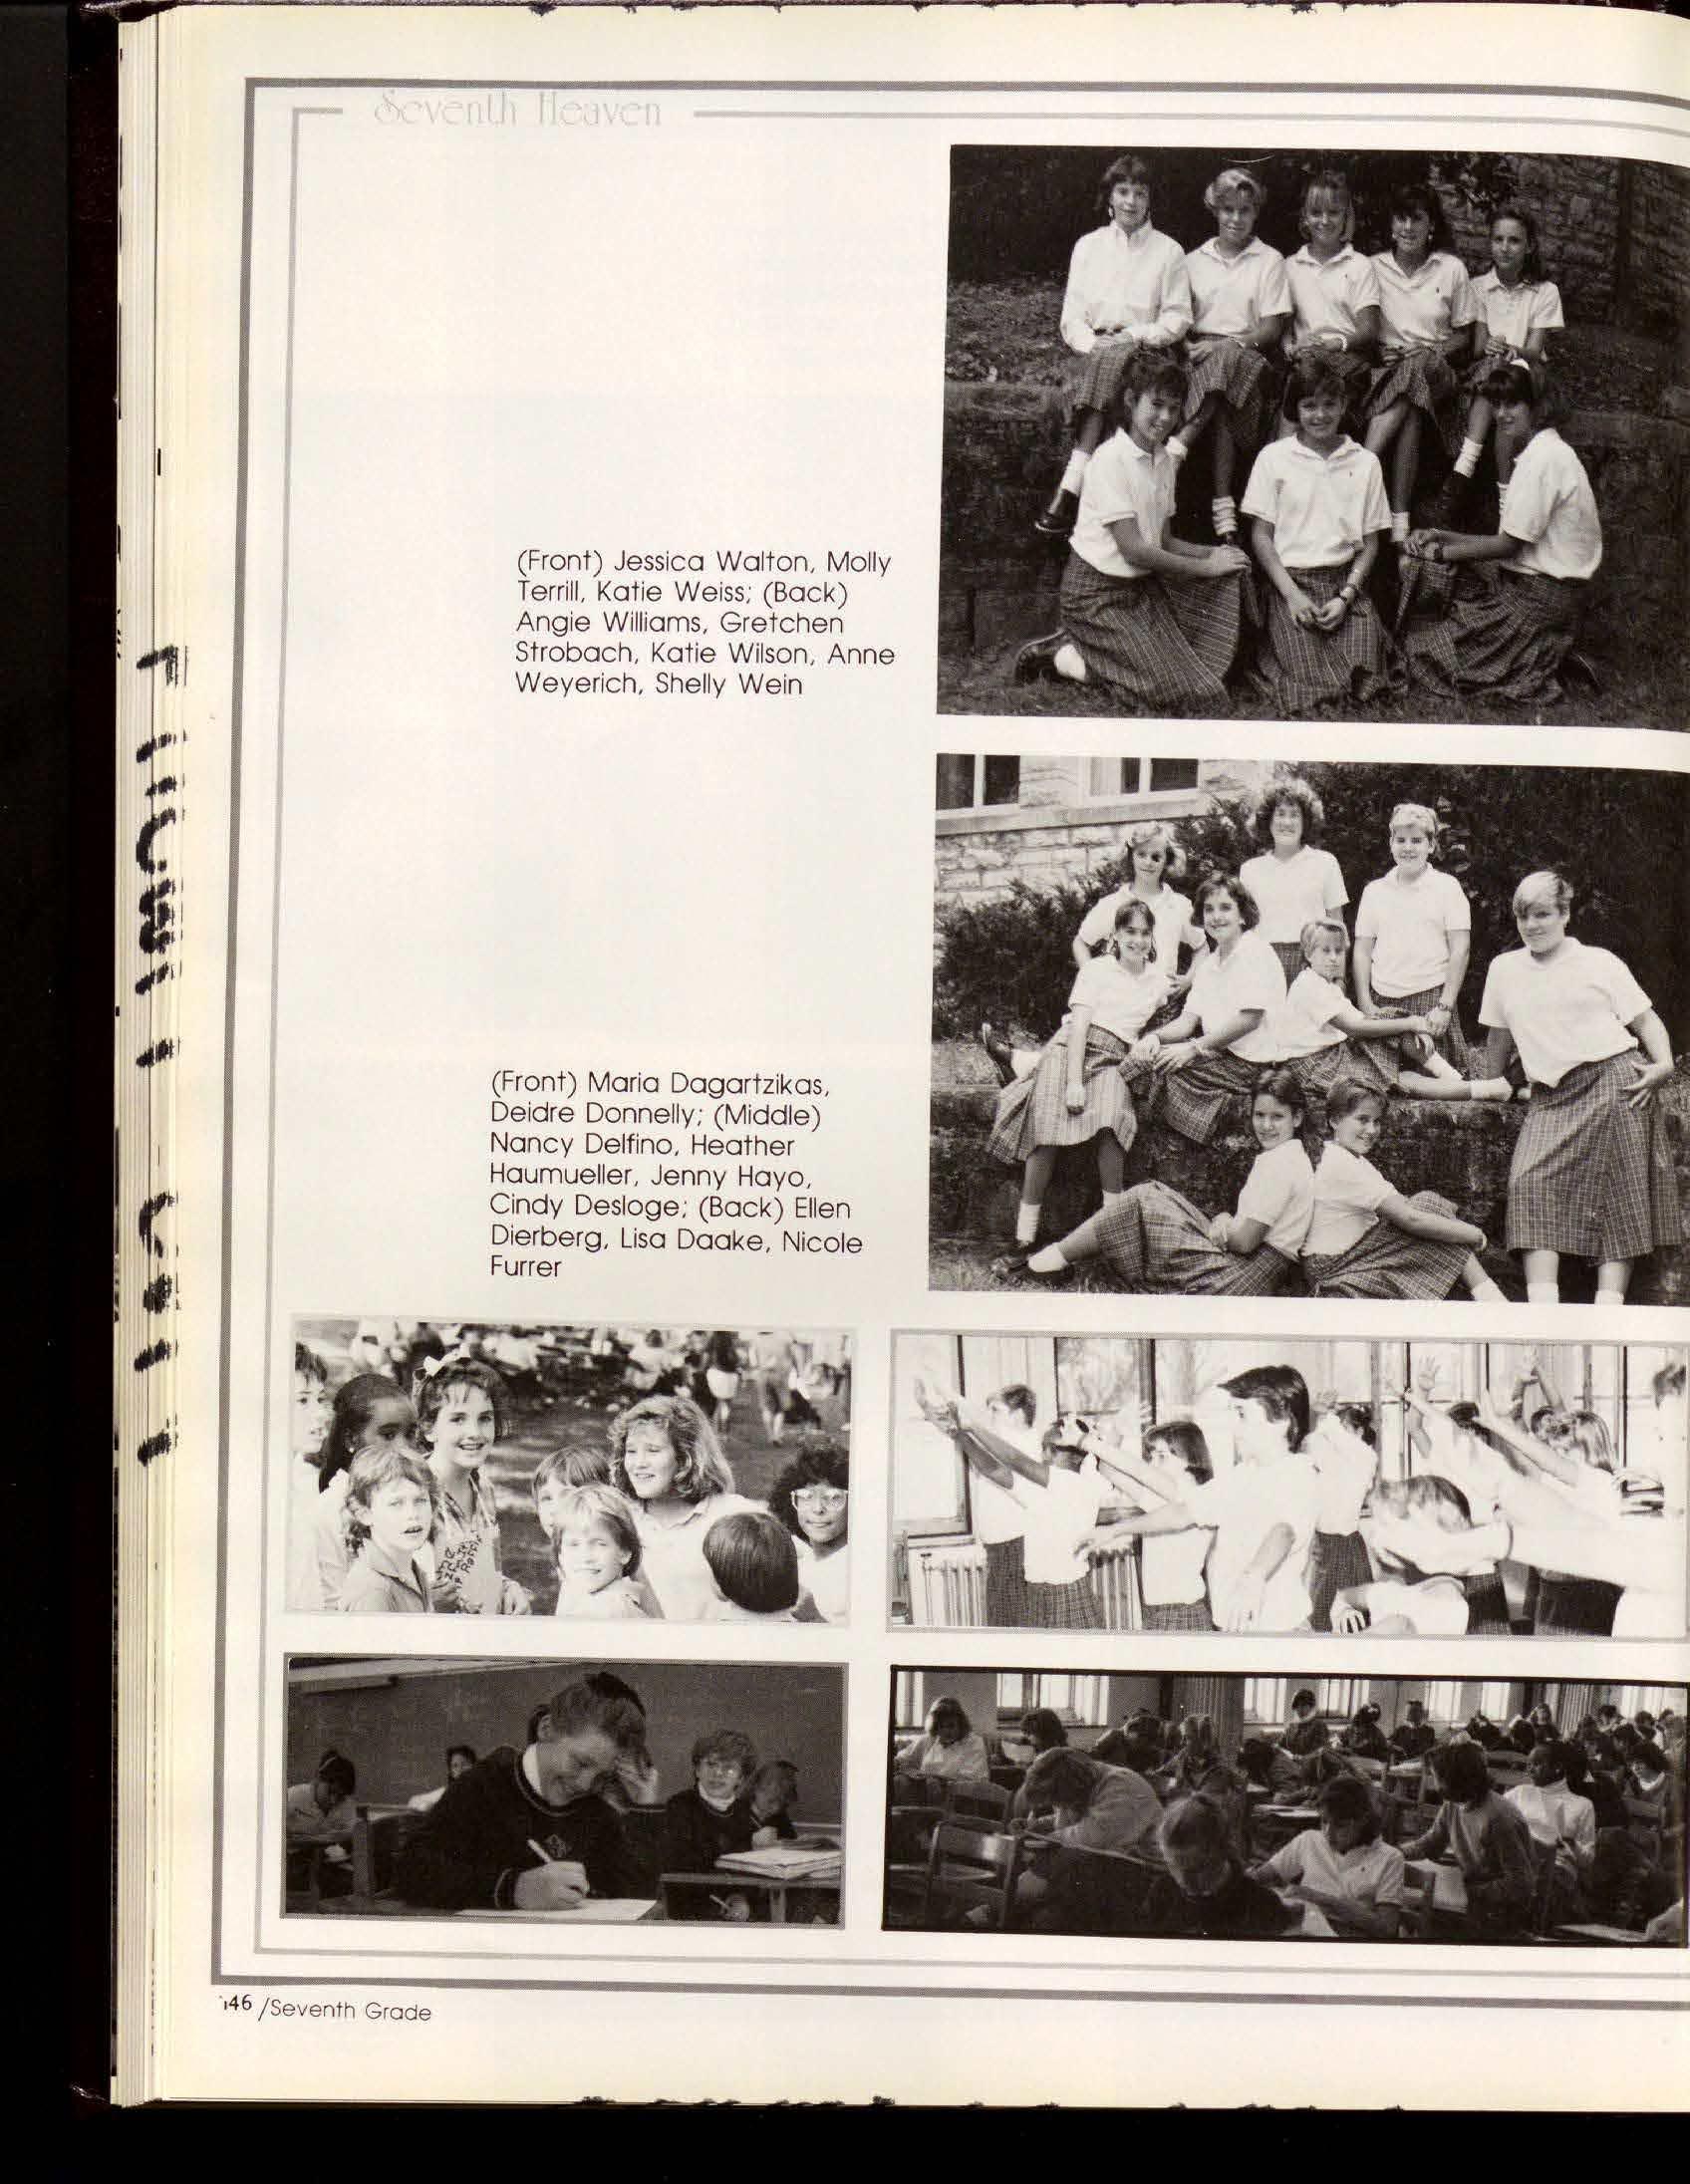 Seventh Heaven
(Front) Jessica Walton, Molly
Terrill, Katie Weiss; (Back)
Angie Williams, Gretchen
Strobach, Katie Wilson, Anne
Weyerich, Shelly Wein
(Front) Maria Dagartzikas,
Deidre Donnelly; (Middle)
Nancy Delfino, Heather
Haumueller, Jenny Hayo,
Cindy Desloge; (Back) Ellen
Dierberg, Lisa Daake, Nicole
Furrer
146 /Seventh Grade